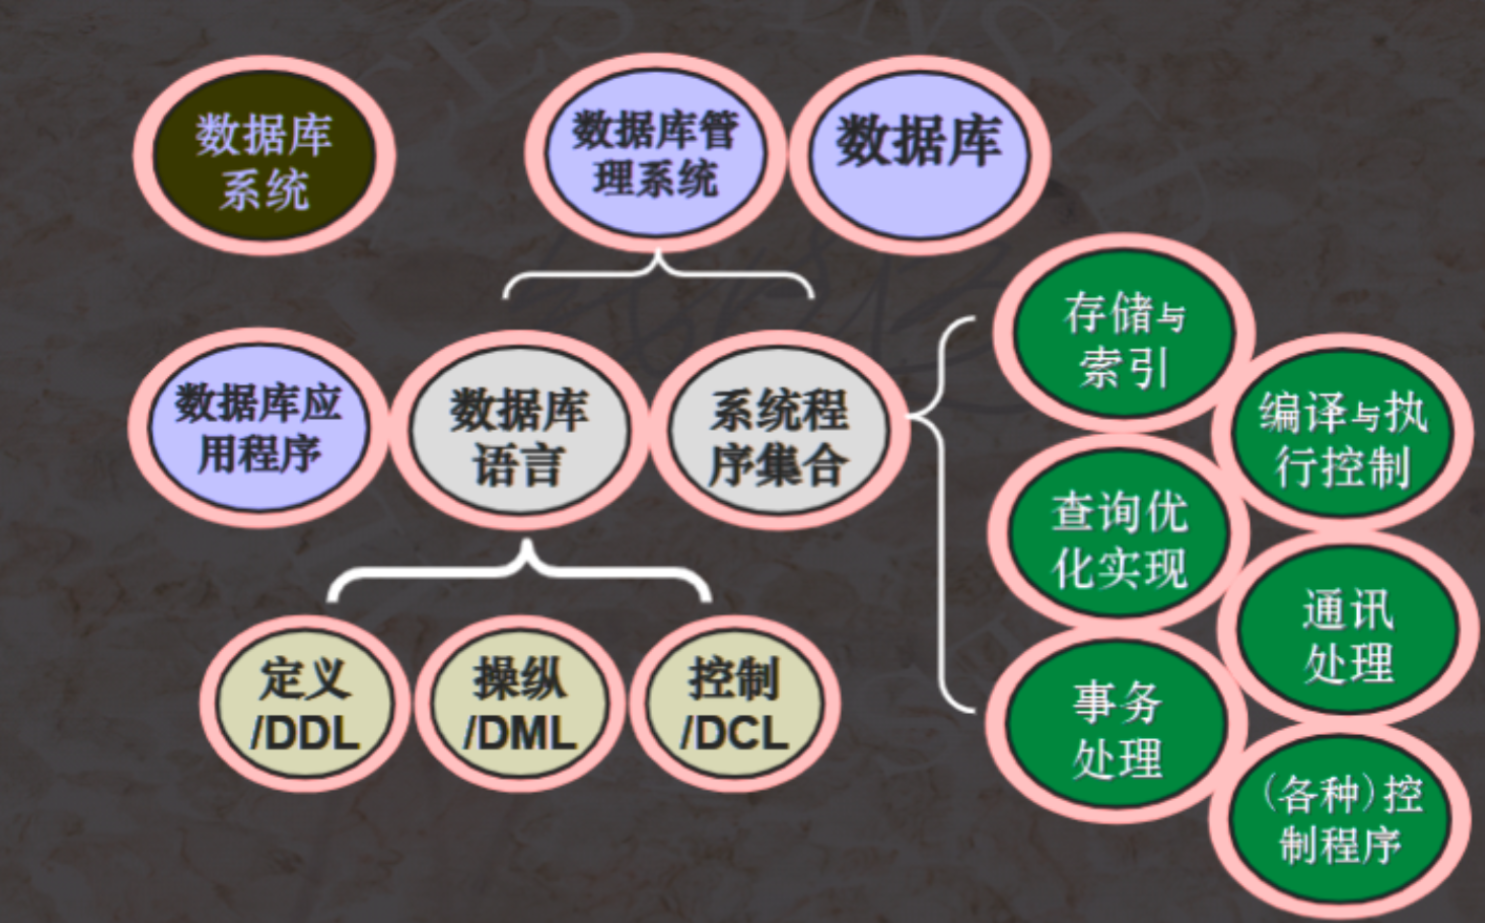 数据库
系统
数据库管
理系统
数据库
数据库应
用程序
数据库
语言
系统程
序集合
定义
/DDL
操纵
/DML
控制
/DCL
存储与
索引
编译与执
行控制
查询优
化实现
通讯
处理
事务
处理
(各种)控
制程序